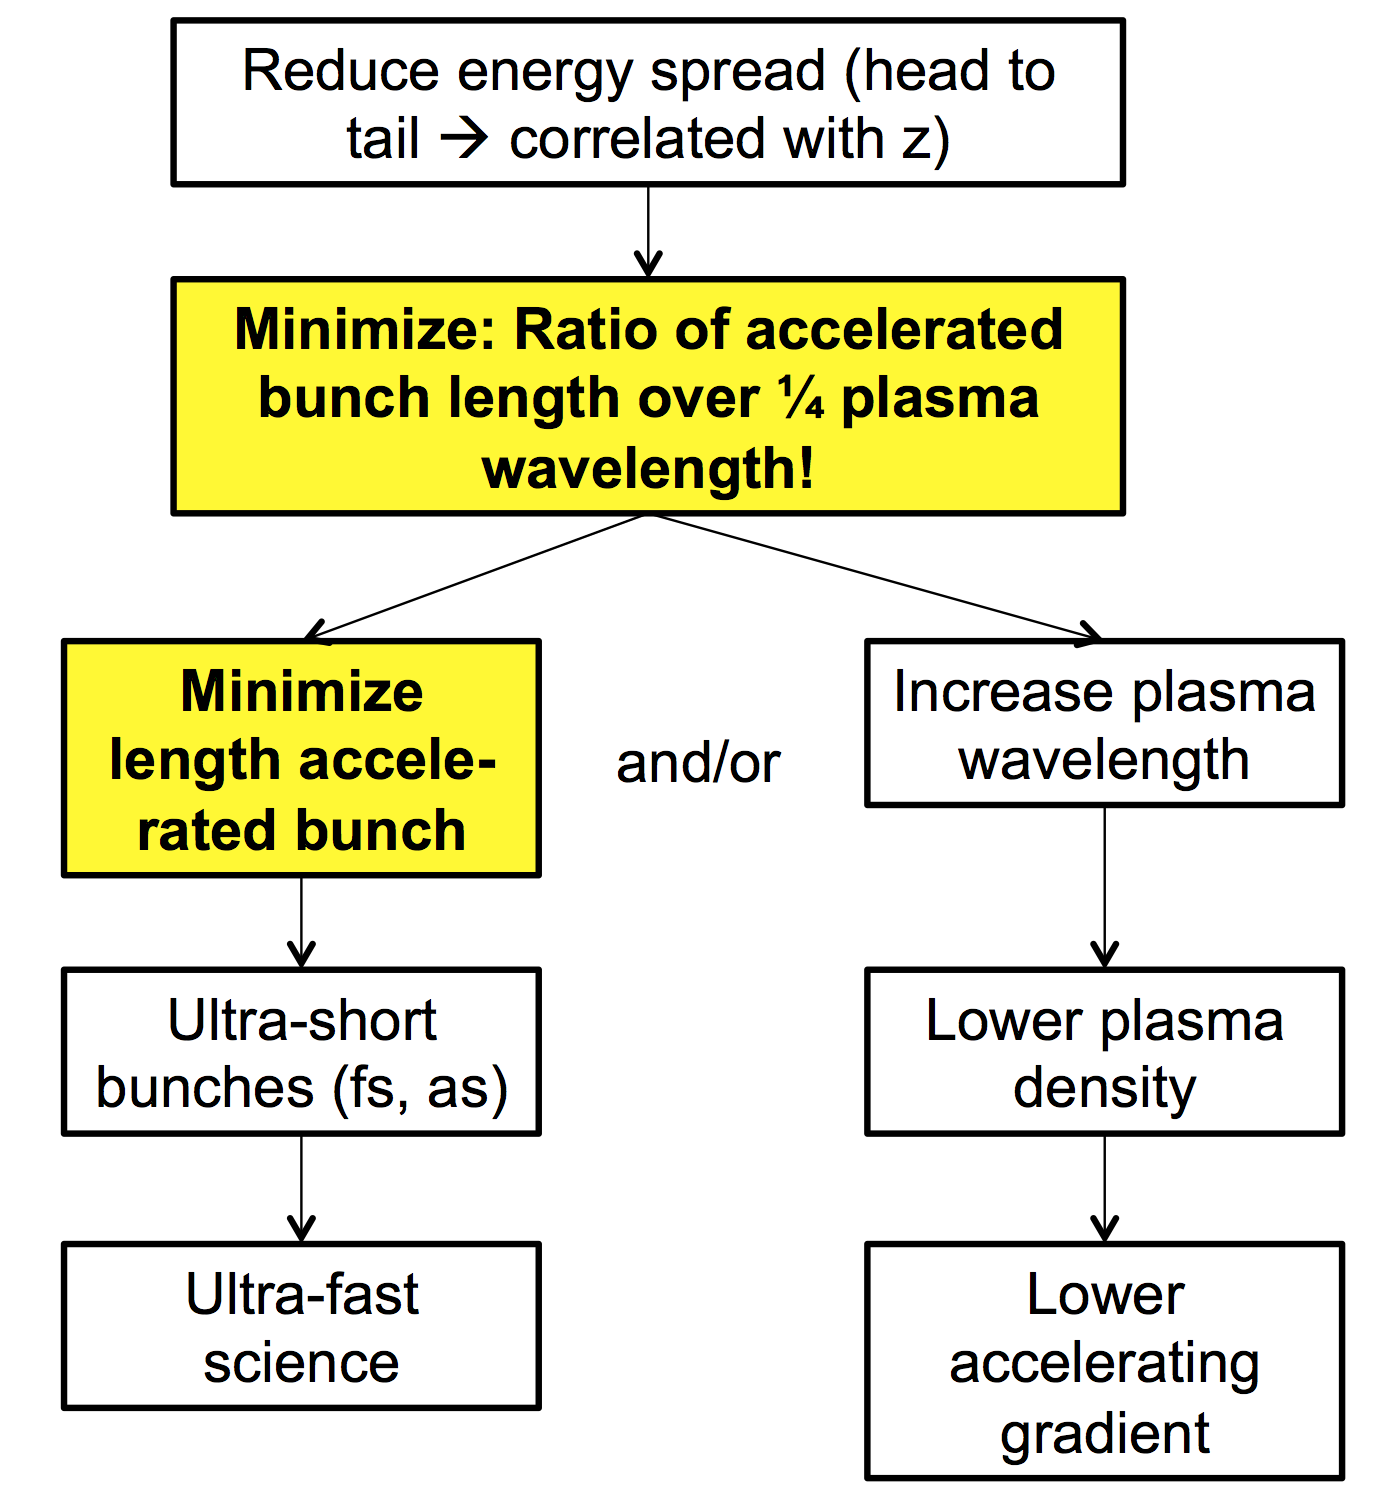 Reduce energy spread (head to
tail → correlated with z)
Minimize: Ratio of accelerated
bunch length over ¼ plasma
wavelength!
Minimize
length accele-
rated bunch
and/or
Increase plasma
wavelength
Ultra-short
bunches (fs, as)
Lower plasma
density
Ultra-fast
science
Lower
accelerating
gradient